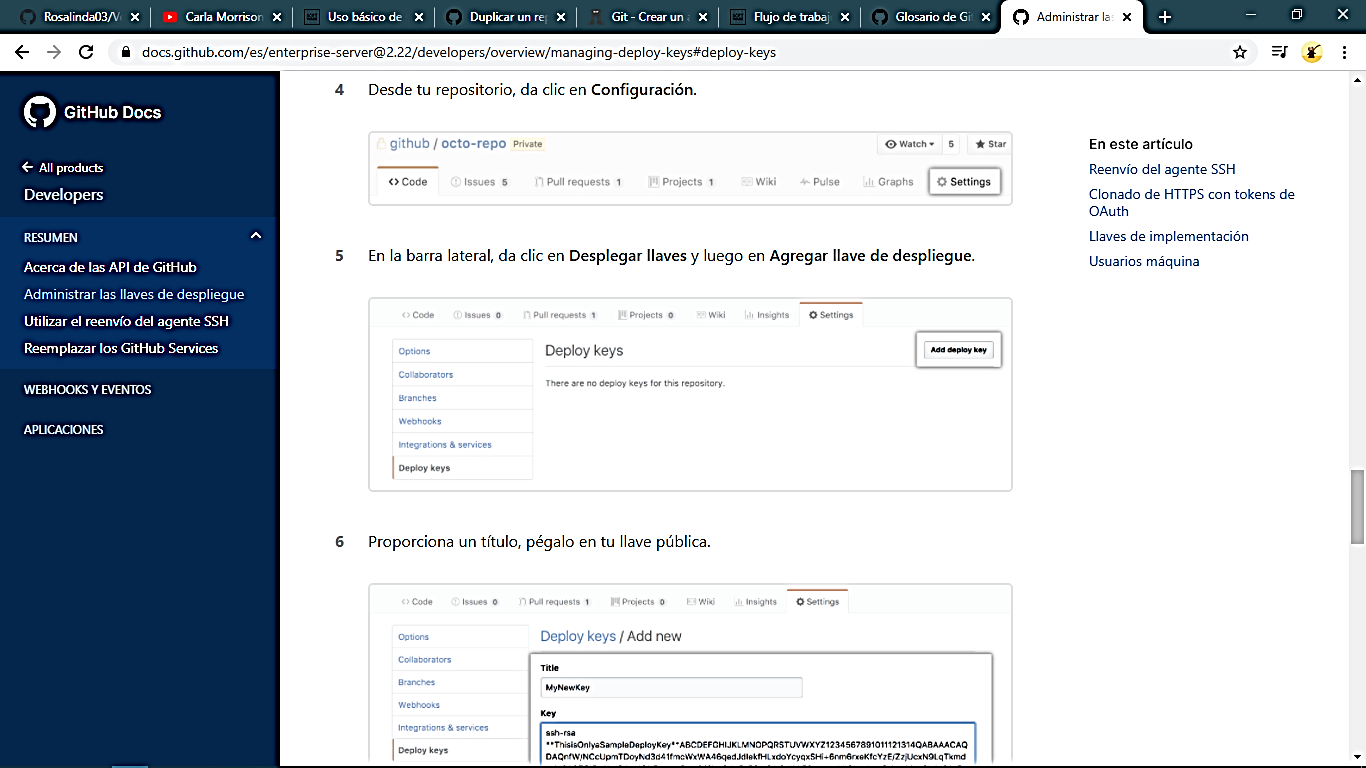 Rosalinda03/V
Carla Morrison
Uso básico de
Duplicar un re
Git - Crear un
Flujo de trabaj
Glosario de Gi
Administrar las
docs.github.com/es/enterprise-server@2.22/developers/overview/managing-deploy-keys#deploy-keys
GitHub Docs
← All products
Developers
RESUMEN
Acerca de las API de GitHub
Administrar las llaves de despliegue
Utilizar el reenvío del agente SSH
Reemplazar los GitHub Services
WEBHOOKS Y EVENTOS
APLICACIONES
4 Desde tu repositorio, da clic en Configuración.
github / octo-repo Private
Watch 5 Star
<> Code Issues 5 Pull requests 1 Projects 1 Wiki Pulse Graphs Settings
5 En la barra lateral, da clic en Desplegar llaves y luego en Agregar llave de despliegue.
<> Code Issues 0 Pull requests 1 Projects 0 Wiki Insights Settings
Options
Collaborators
Branches
Webhooks
Integrations & services
Deploy keys
Deploy keys
Add deploy key
There are no deploy keys for this repository.
6 Proporciona un título, pégalo en tu llave pública.
<> Code Issues 0 Pull requests 1 Projects 0 Wiki Insights Settings
Options
Collaborators
Branches
Webhooks
Integrations & services
Deploy keys
Deploy keys / Add new
Title
MyNewKey
Key
ssh-rsa
**ThisisOnlyaSampleDeployKey**ABCDEFGHIJKLMNOPQRSTUVWXYZ1234567891011121314QABAAACAQ
En este artículo
Reenvío del agente SSH
Clonado de HTTPS con tokens de
OAuth
Llaves de implementación
Usuarios máquina